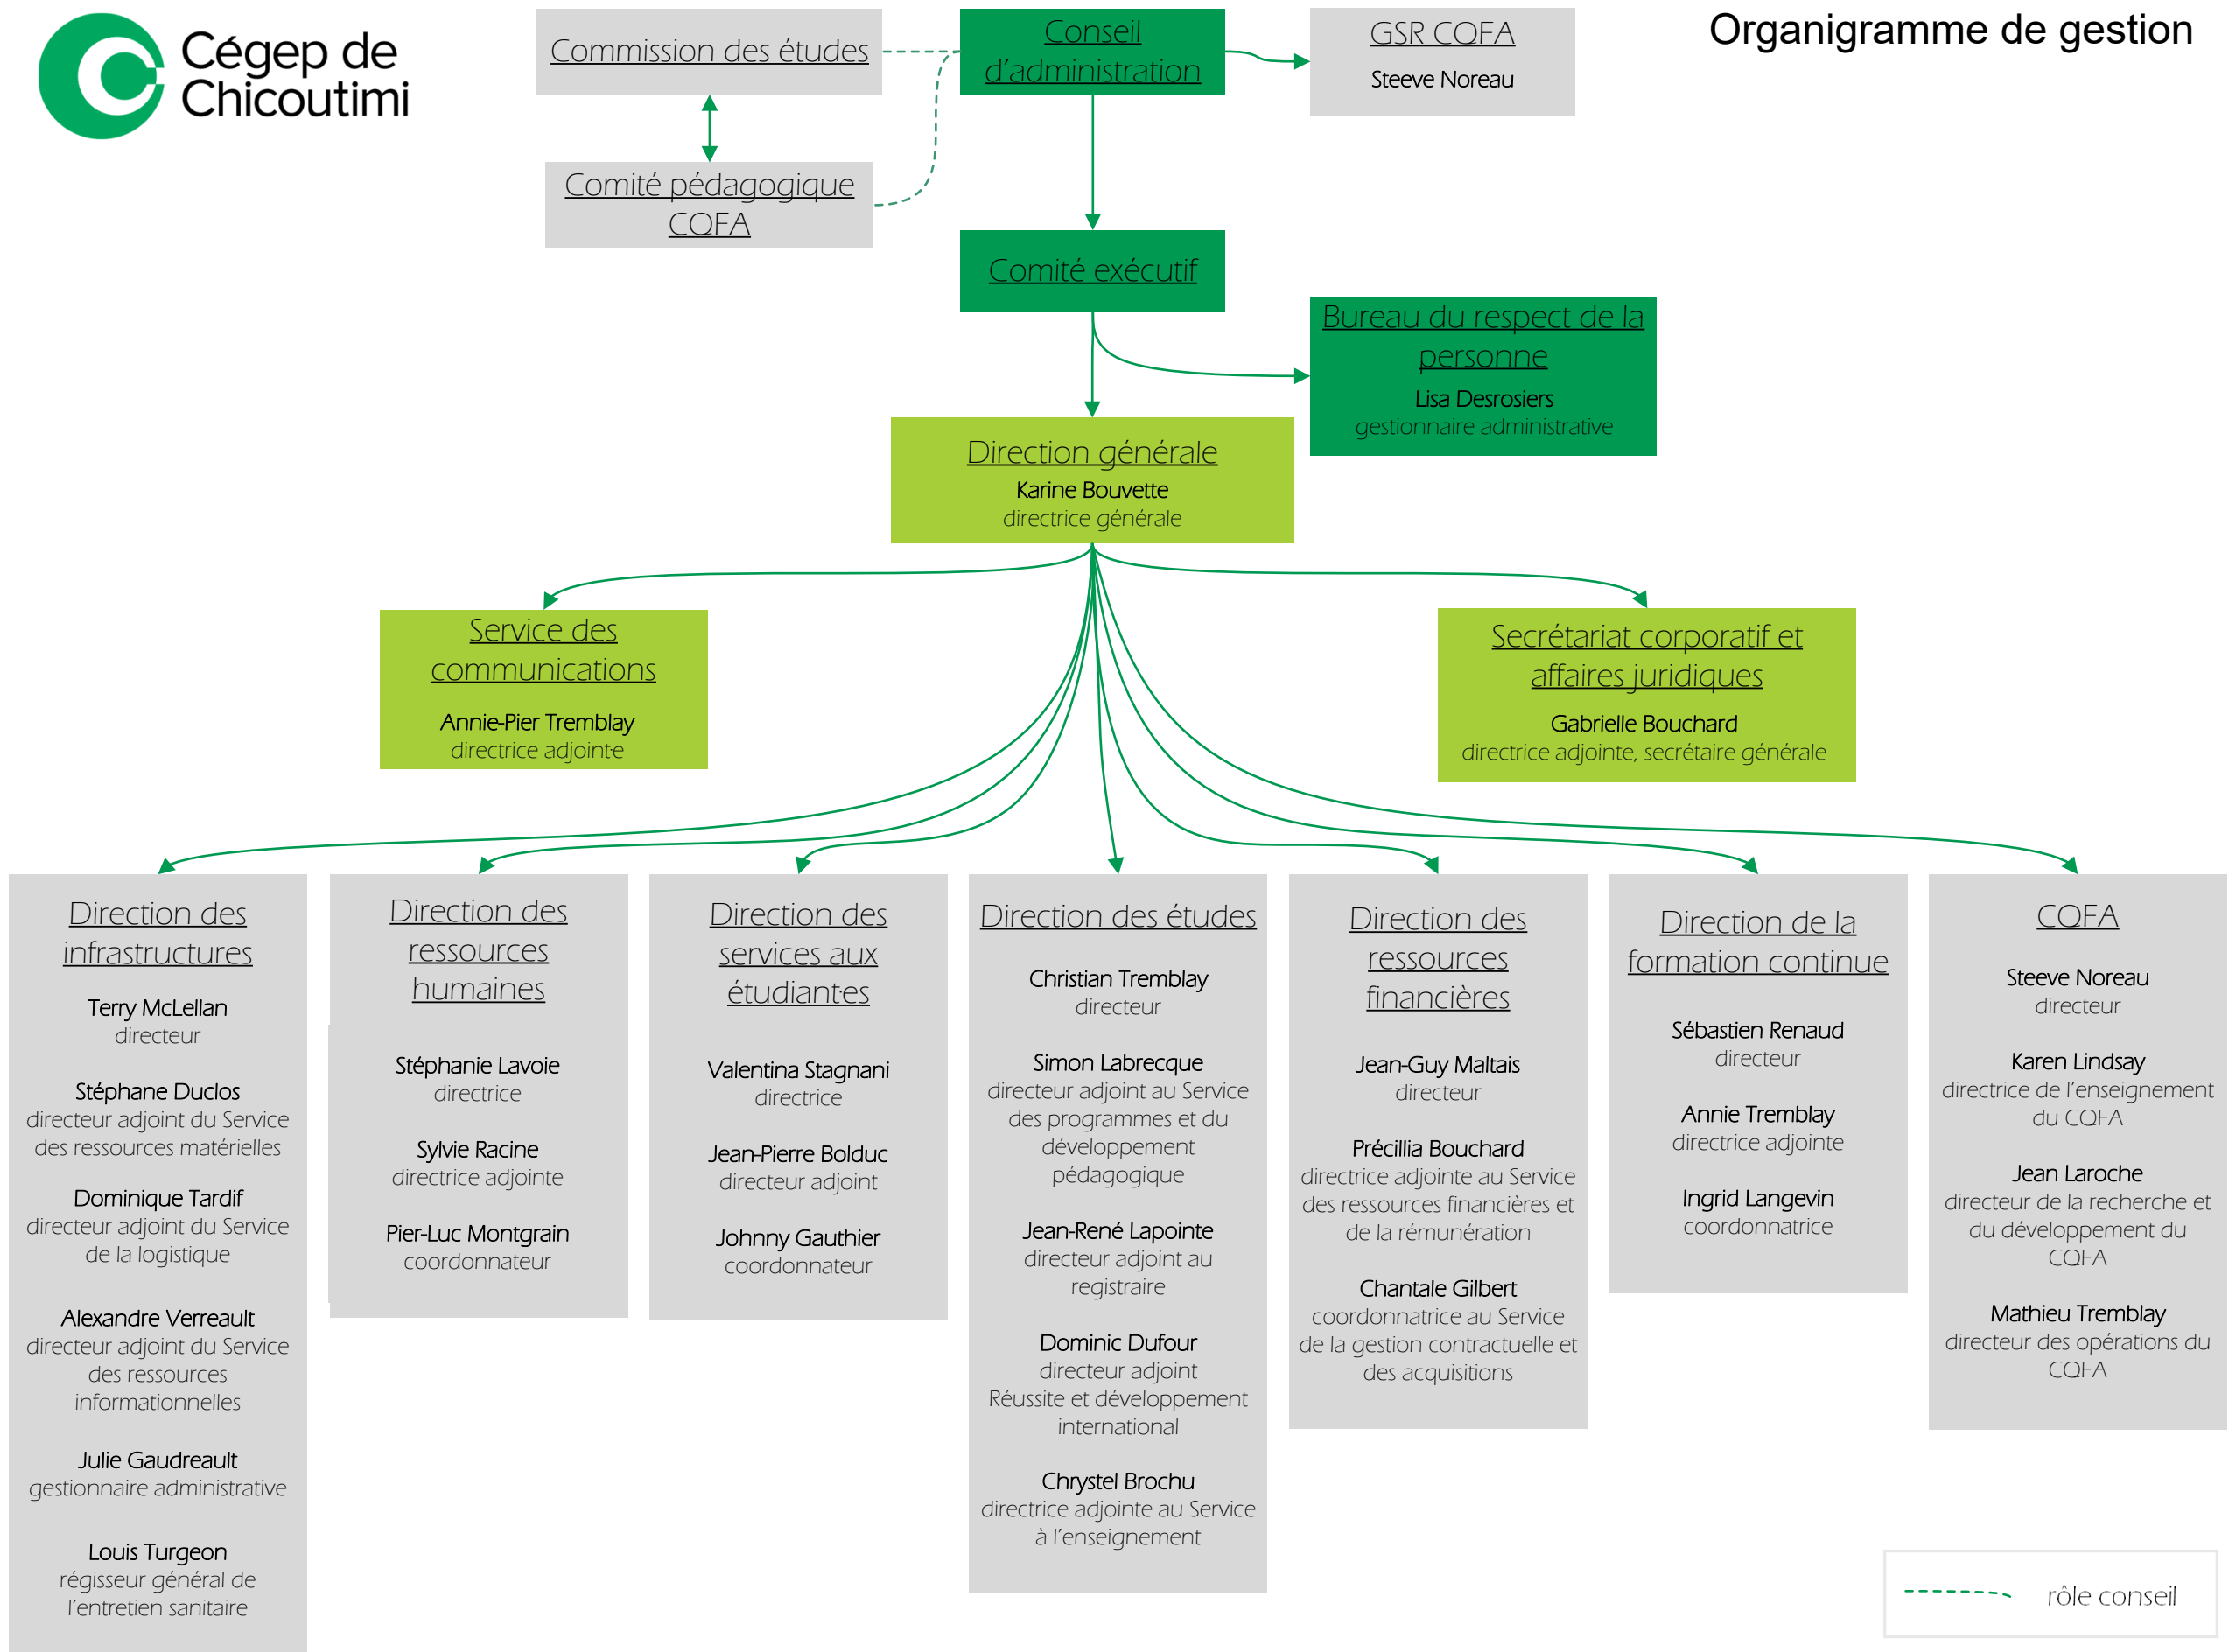 Cégep de
Chicoutimi
Organigramme de gestion
Commission des études
Conseil
d'administration
GSR CQFA
Steeve Noreau
Comité pédagogique
CQFA
Comité exécutif
Bureau du respect de la
personne
Lisa Desrosiers
gestionnaire administrative
Direction générale
Karine Bouvette
directrice générale
Service des
communications
Annie-Pier Tremblay
directrice adjointe
Secrétariat corporatif et
affaires juridiques
Gabrielle Bouchard
directrice adjointe, secrétaire générale
Direction des
infrastructures
Terry McLellan
directeur
Stéphane Duclos
directeur adjoint du Service
des ressources matérielles
Dominique Tardif
directeur adjoint du Service
de la logistique
Alexandre Verreault
directeur adjoint du Service
des ressources
informationnelles
Julie Gaudreault
gestionnaire administrative
Louis Turgeon
régisseur général de
l'entretien sanitaire
Direction des
ressources
humaines
Stéphanie Lavoie
directrice
Sylvie Racine
directrice adjointe
Pier-Luc Montgrain
coordonnateur
Direction des
services aux
étudiant·es
Valentina Stagnani
directrice
Jean-Pierre Bolduc
directeur adjoint
Johnny Gauthier
coordonnateur
Direction des études
Christian Tremblay
directeur
Simon Labrecque
directeur adjoint au Service
des programmes et du
développement
pédagogique
Jean-René Lapointe
directeur adjoint au
registraire
Dominic Dufour
directeur adjoint
Réussite et développement
international
Chrystel Brochu
directrice adjointe au Service
à l'enseignement
Direction des
ressources
financières
Jean-Guy Maltais
directeur
Précillia Bouchard
directrice adjointe au Service
des ressources financières et
de la rémunération
Chantale Gilbert
coordonnatrice au Service
de la gestion contractuelle et
des acquisitions
Direction de la
formation continue
Sébastien Renaud
directeur
Annie Tremblay
directrice adjointe
Ingrid Langevin
coordonnatrice
CQFA
Steeve Noreau
directeur
Karen Lindsay
directrice de l'enseignement
du CQFA
Jean Laroche
directeur de la recherche et
du développement du
CQFA
Mathieu Tremblay
directeur des opérations du
CQFA
rôle conseil